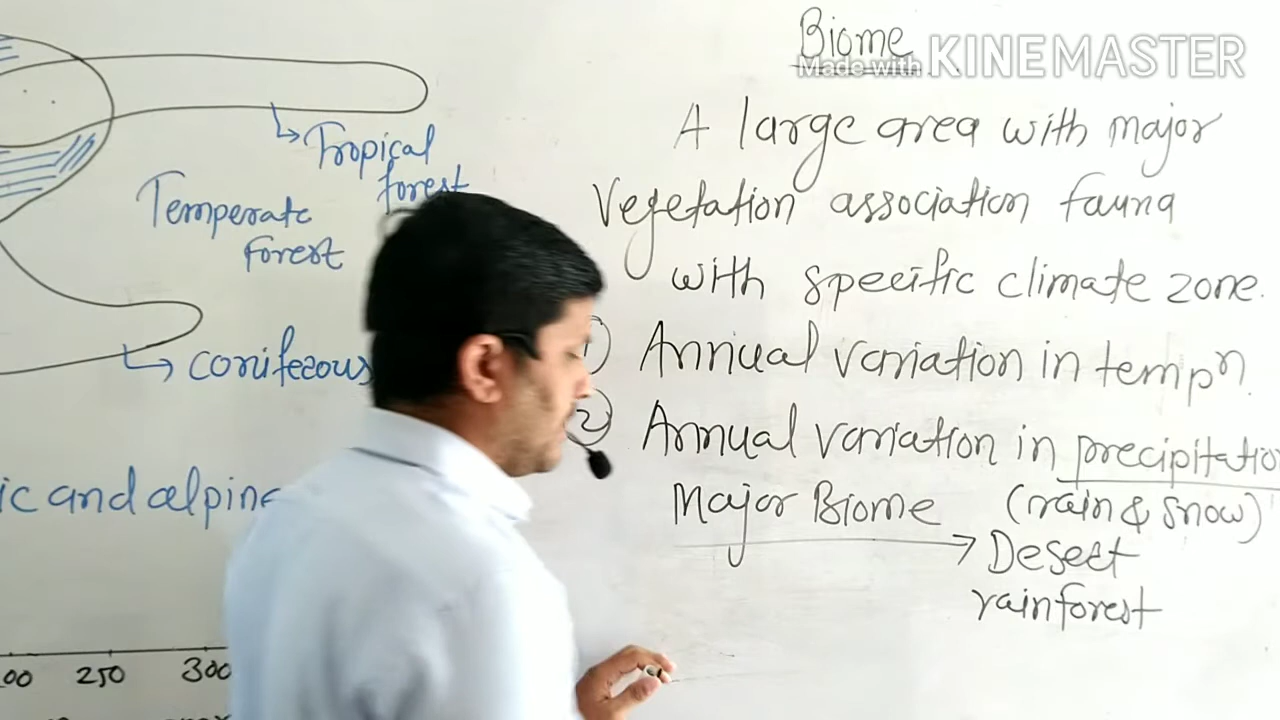 Biome
Made with KINEMASTER
A large area with major
Vegetation association fauna
with specific climate zone.
1 Annual variation in tempn.
2 Annual variation in precipitation
(rain & snow)
Major Biome → Desert
rainforest
Tropical
forest
Temperate
forest
coniferous
ic and alpine
00 250 300